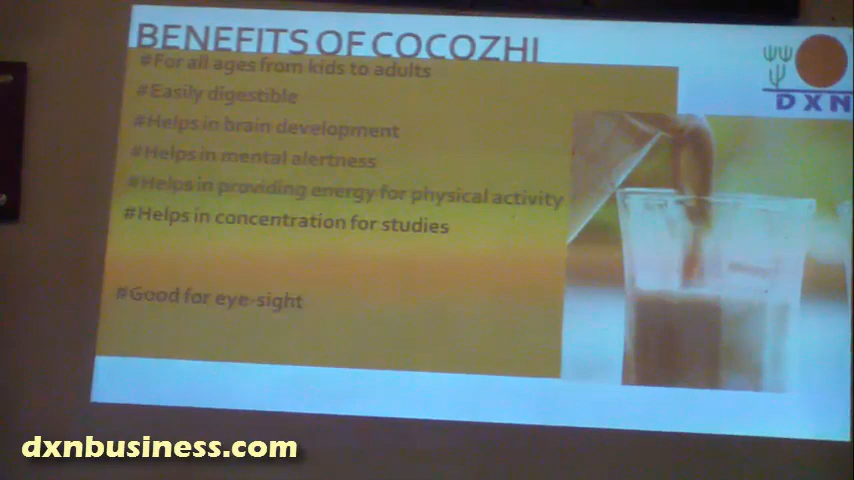 BENEFITS OF COCOZHI
#For all ages from kids to adults
#Easily digestible
#Helps in brain development
#Helps in mental alertness
#Helps in providing energy for physical activity
#Helps in concentration for studies
#Good for eye-sight
DXN
dxnbusiness.com